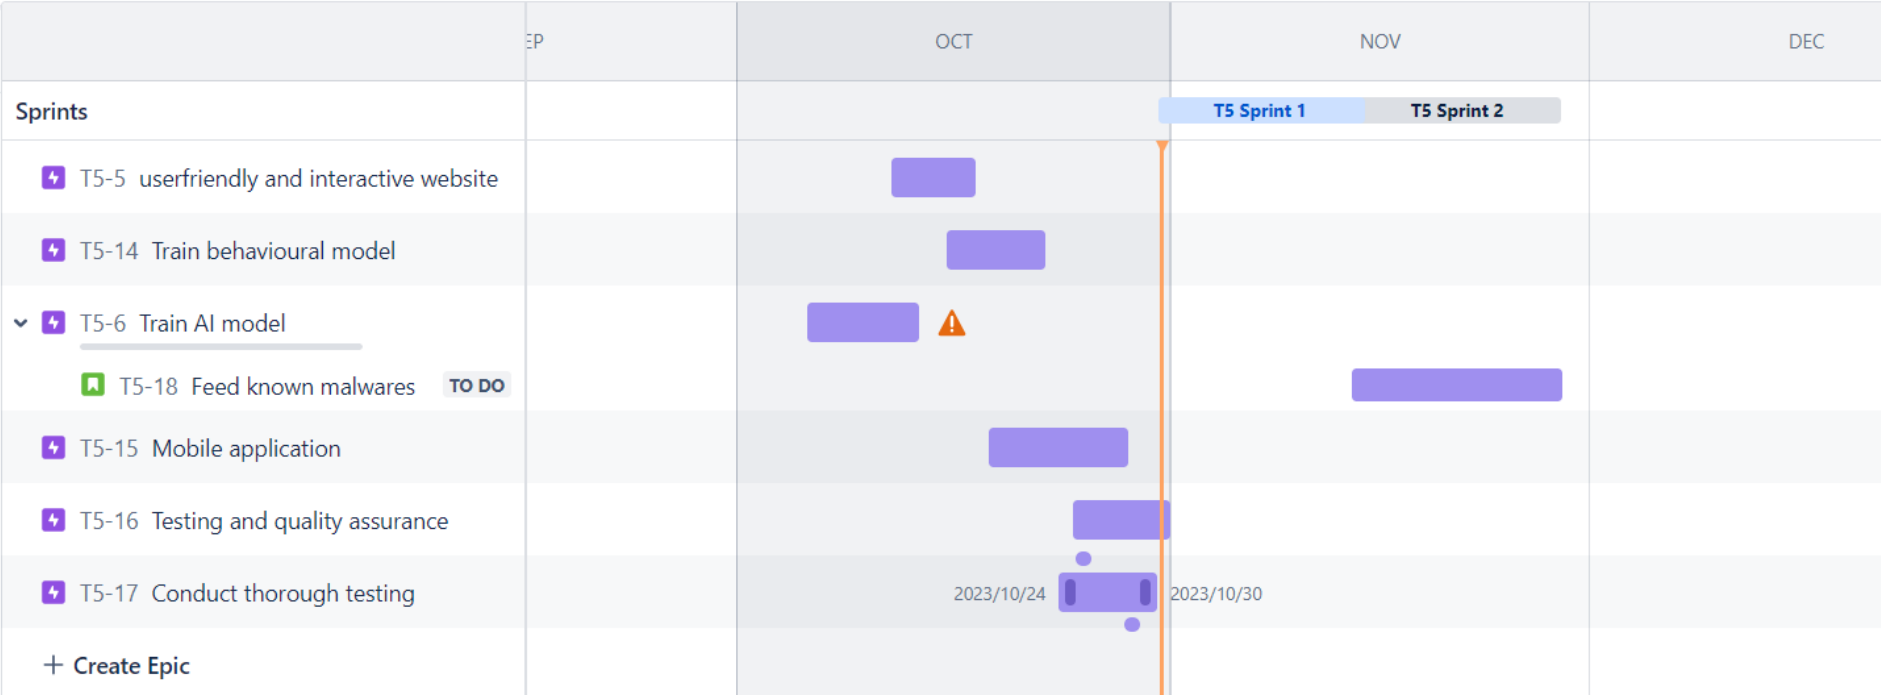 EP OCT NOV DEC
Sprints T5 Sprint 1 T5 Sprint 2
T5-5 userfriendly and interactive website
T5-14 Train behavioural model
T5-6 Train AI model
T5-18 Feed known malwares TO DO
T5-15 Mobile application
T5-16 Testing and quality assurance
T5-17 Conduct thorough testing 2023/10/24 2023/10/30
+ Create Epic